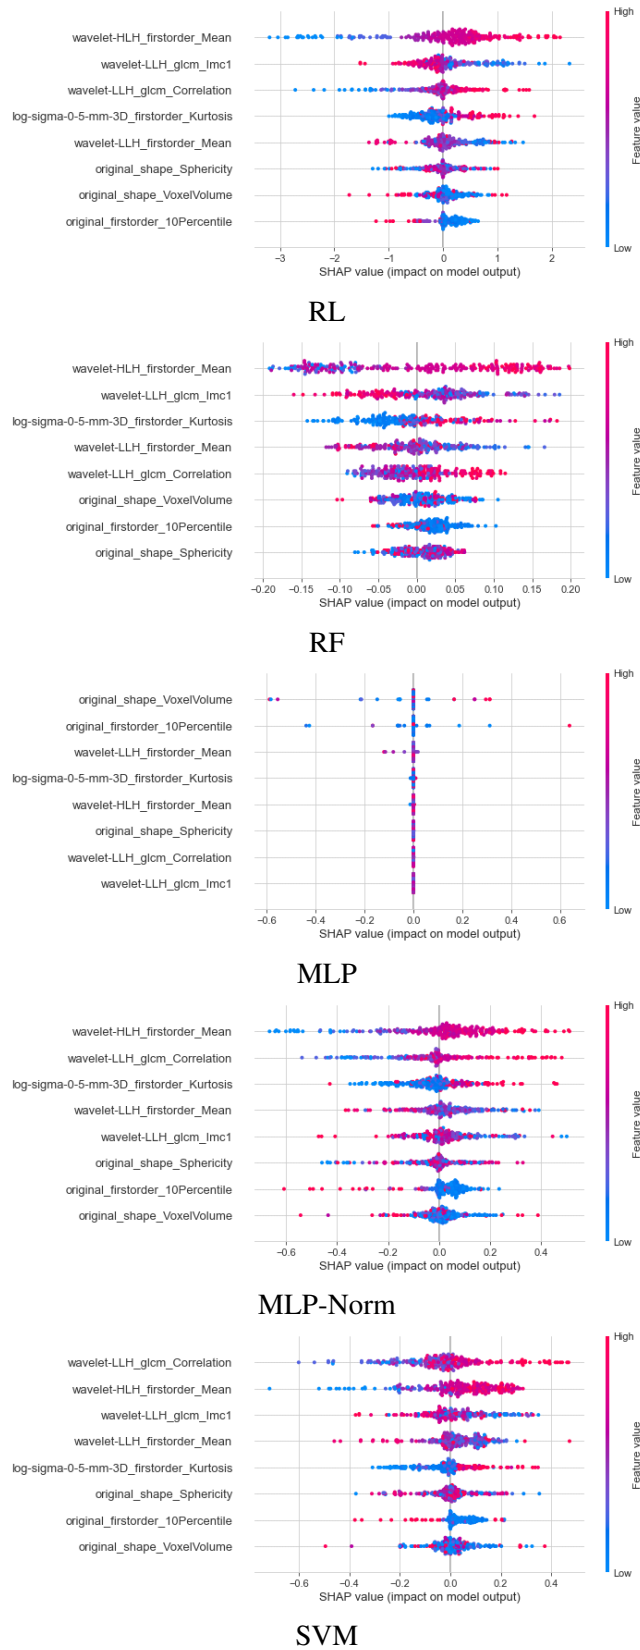 High
wavelet-HLH_firstorder_Mean
wavelet-LLH_glcm_Imc1
wavelet-LLH_glcm_Correlation
log-sigma-0-5-mm-3D_firstorder_Kurtosis
wavelet-LLH_firstorder_Mean
original_shape_Sphericity
original_shape_VoxelVolume
original_firstorder_10Percentile
Feature value
Low
−3 −2 −1 0 1 2
SHAP value (impact on model output)
RL
High
wavelet-HLH_firstorder_Mean
wavelet-LLH_glcm_Imc1
log-sigma-0-5-mm-3D_firstorder_Kurtosis
wavelet-LLH_firstorder_Mean
wavelet-LLH_glcm_Correlation
original_shape_VoxelVolume
original_firstorder_10Percentile
original_shape_Sphericity
Feature value
Low
−0.20 −0.15 −0.10 −0.05 0.00 0.05 0.10 0.15 0.20
SHAP value (impact on model output)
RF
High
original_shape_VoxelVolume
original_firstorder_10Percentile
wavelet-LLH_firstorder_Mean
log-sigma-0-5-mm-3D_firstorder_Kurtosis
wavelet-HLH_firstorder_Mean
original_shape_Sphericity
wavelet-LLH_glcm_Correlation
wavelet-LLH_glcm_Imc1
Feature value
Low
−0.6 −0.4 −0.2 0.0 0.2 0.4 0.6
SHAP value (impact on model output)
MLP
High
wavelet-HLH_firstorder_Mean
wavelet-LLH_glcm_Correlation
log-sigma-0-5-mm-3D_firstorder_Kurtosis
wavelet-LLH_firstorder_Mean
wavelet-LLH_glcm_Imc1
original_shape_Sphericity
original_firstorder_10Percentile
original_shape_VoxelVolume
Feature value
Low
−0.6 −0.4 −0.2 0.0 0.2 0.4
SHAP value (impact on model output)
MLP-Norm
High
wavelet-LLH_glcm_Correlation
wavelet-HLH_firstorder_Mean
wavelet-LLH_glcm_Imc1
wavelet-LLH_firstorder_Mean
log-sigma-0-5-mm-3D_firstorder_Kurtosis
original_shape_Sphericity
original_firstorder_10Percentile
original_shape_VoxelVolume
Feature value
Low
−0.6 −0.4 −0.2 0.0 0.2 0.4
SHAP value (impact on model output)
SVM